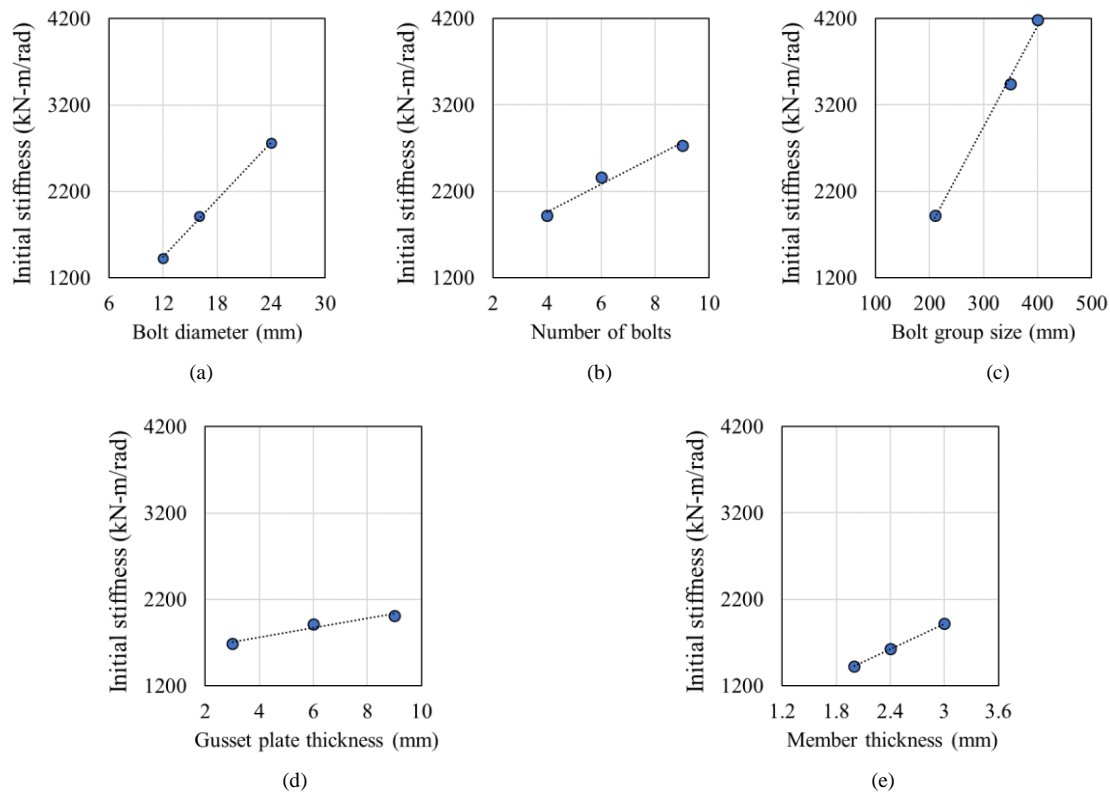 Initial stiffness (kN-m/rad)
4200
3200
2200
1200
6 12 18 24 30
Bolt diameter (mm)
(a)
Initial stiffness (kN-m/rad)
4200
3200
2200
1200
2 4 6 8 10
Number of bolts
(b)
Initial stiffness (kN-m/rad)
4200
3200
2200
1200
100 200 300 400 500
Bolt group size (mm)
(c)
Initial stiffness (kN-m/rad)
4200
3200
2200
1200
2 4 6 8 10
Gusset plate thickness (mm)
(d)
Initial stiffness (kN-m/rad)
4200
3200
2200
1200
1.2 1.8 2.4 3 3.6
Member thickness (mm)
(e)